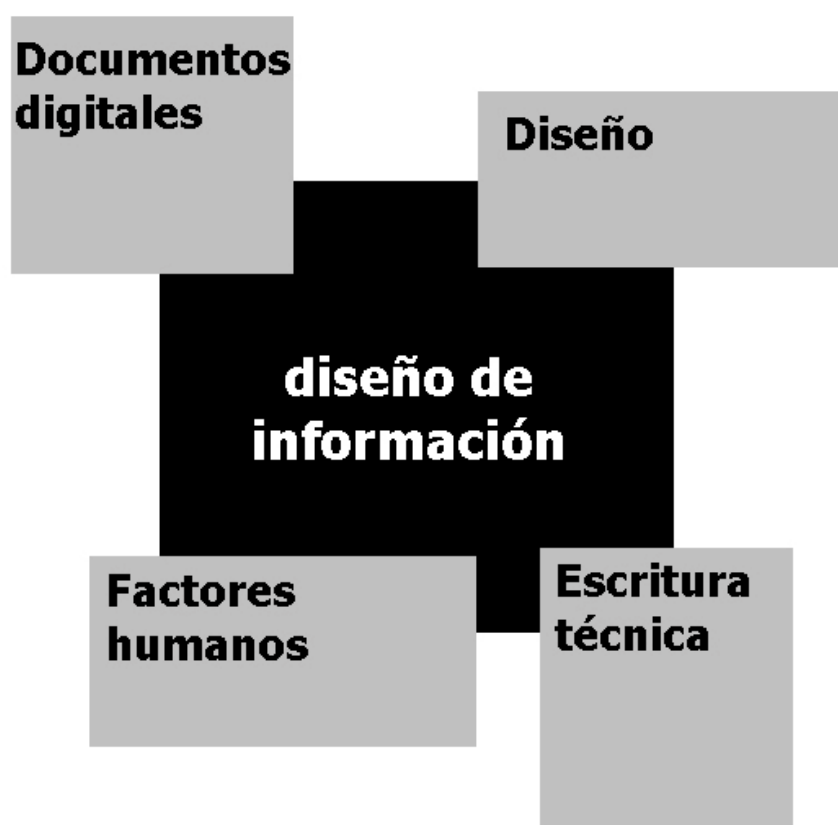 Documentos
digitales
Diseño
diseño de
información
Factores
humanos
Escritura
técnica